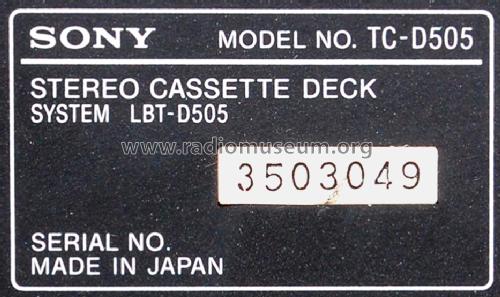 SONY MODEL NO. TC-D505
STEREO CASSETTE DECK
SYSTEM LBT-D505
www.radiomuseum.org
3503049
SERIAL NO.
MADE IN JAPAN